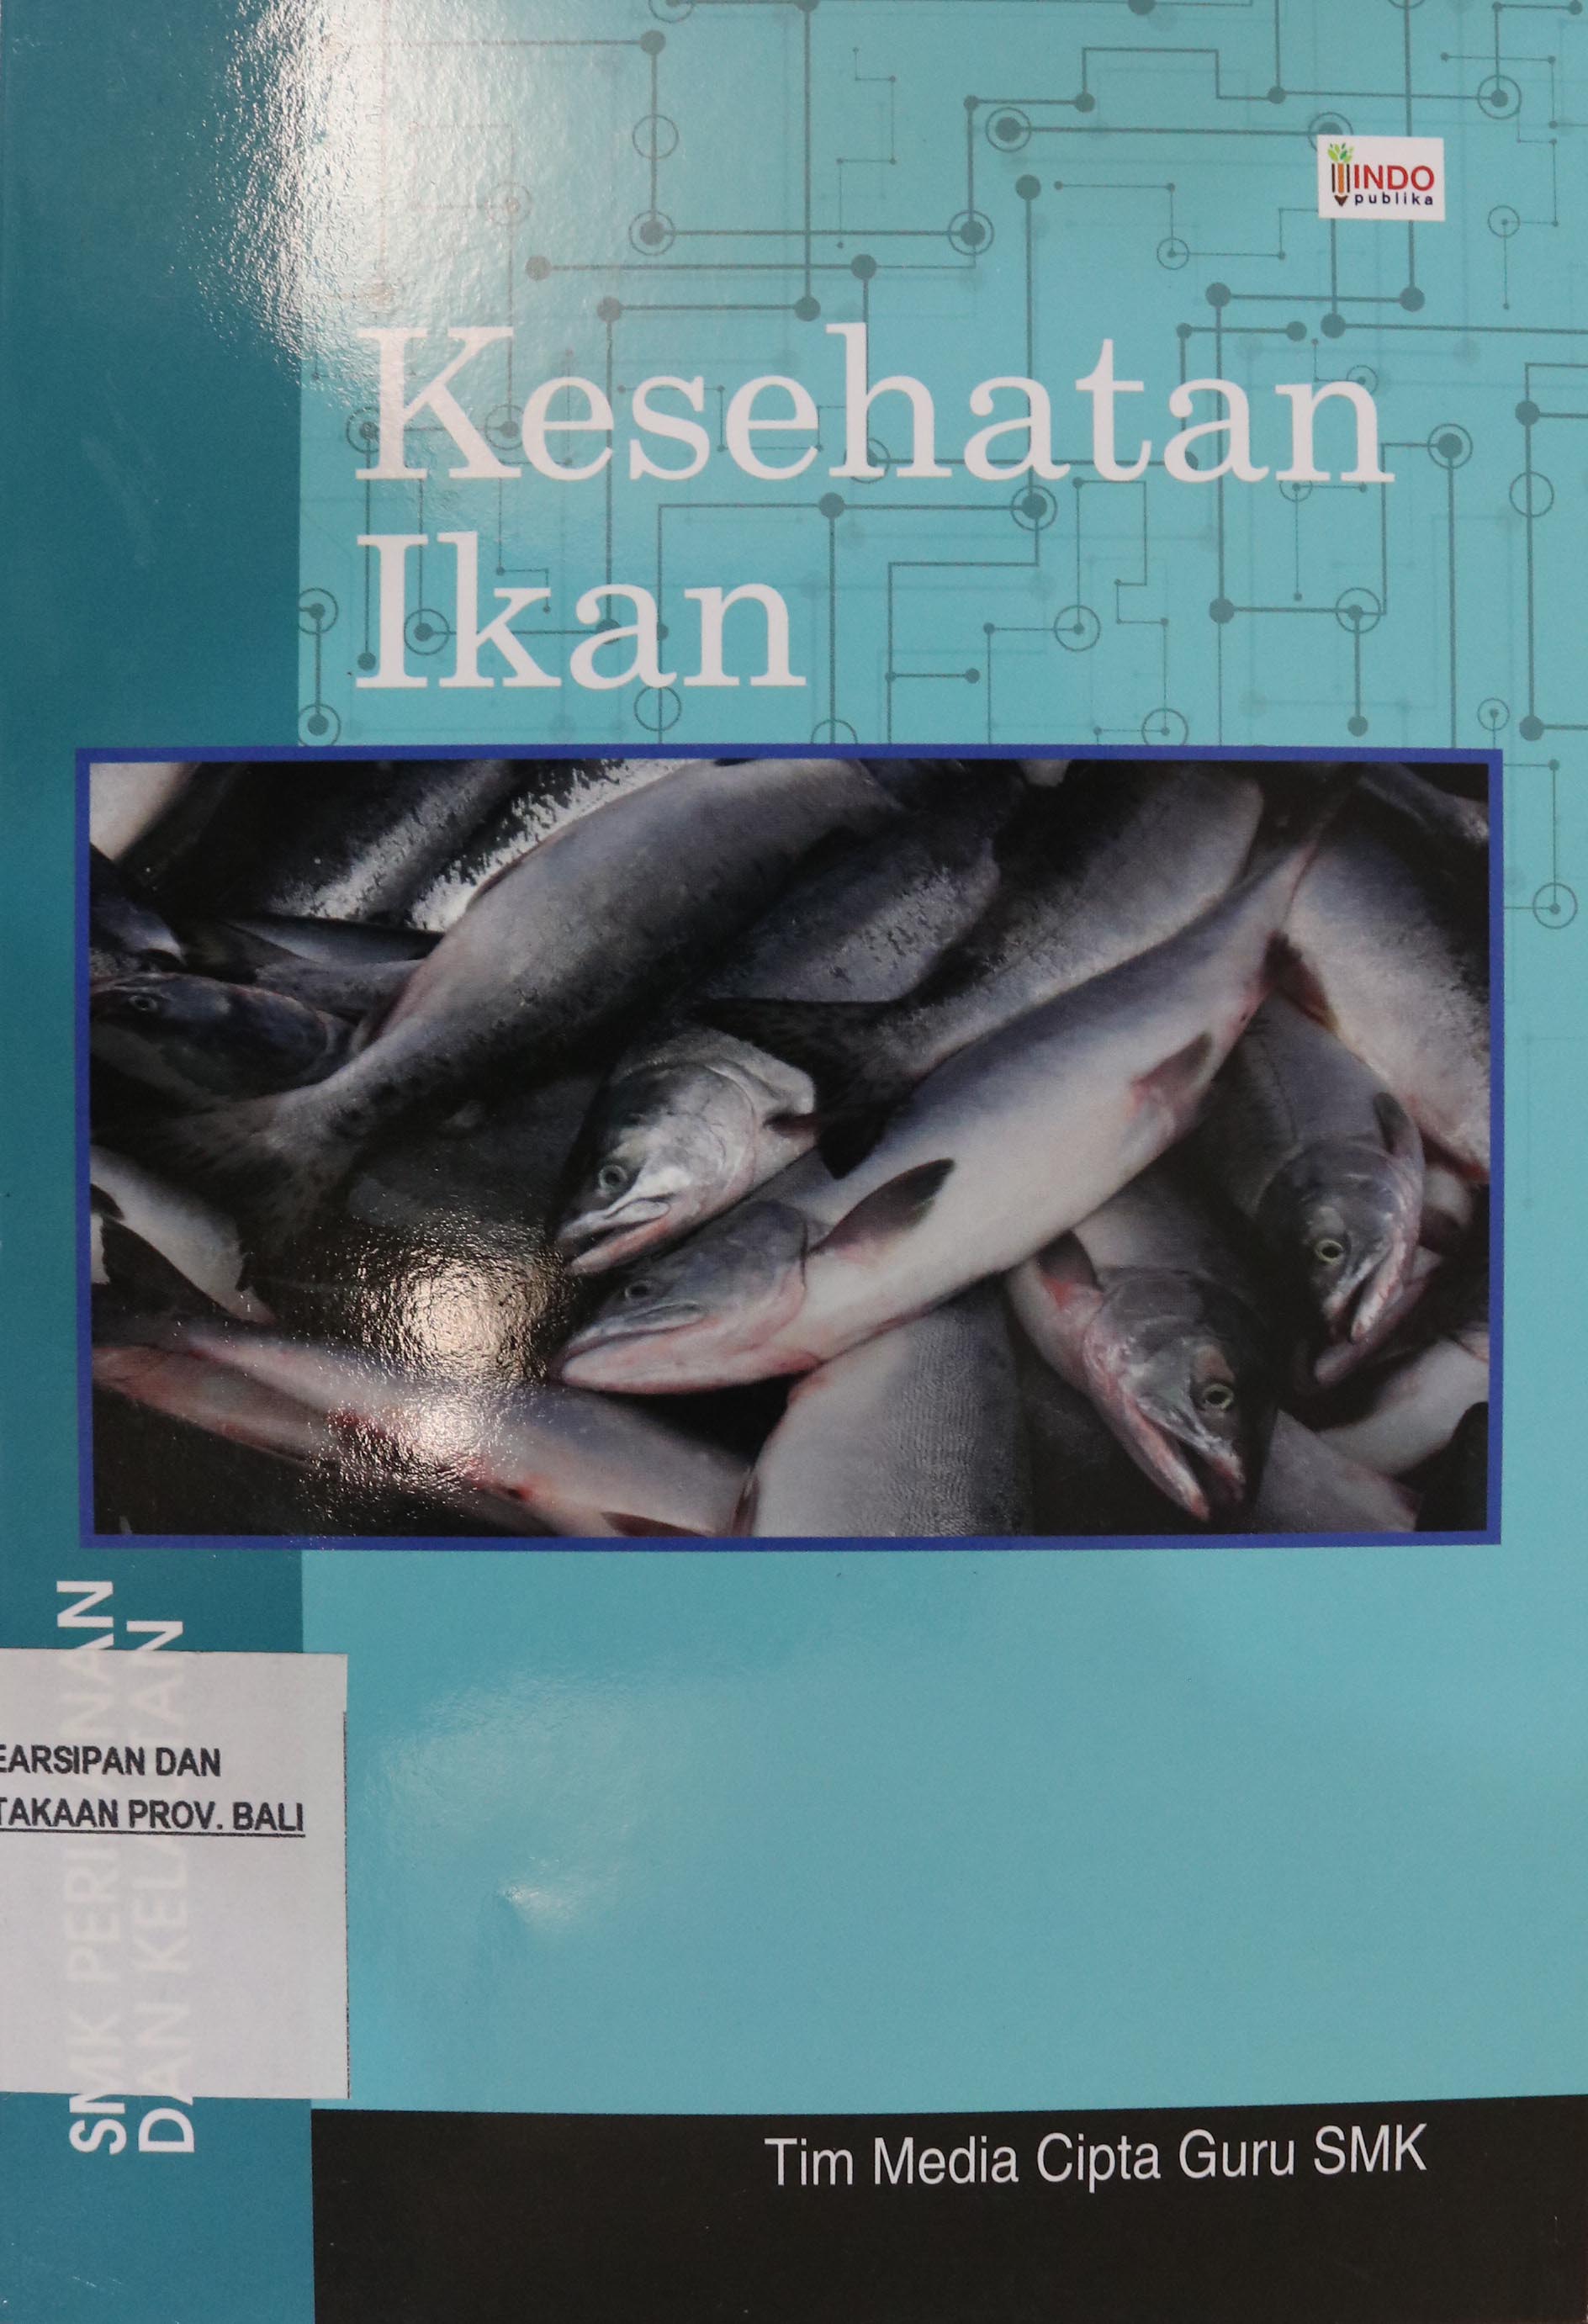 INDO
publika
Kesehatan
Ikan
SMK PERIKANAN
DAN KELAUTAN
EARSIPAN DAN
TAKAAN PROV. BALI
Tim Media Cipta Guru SMK